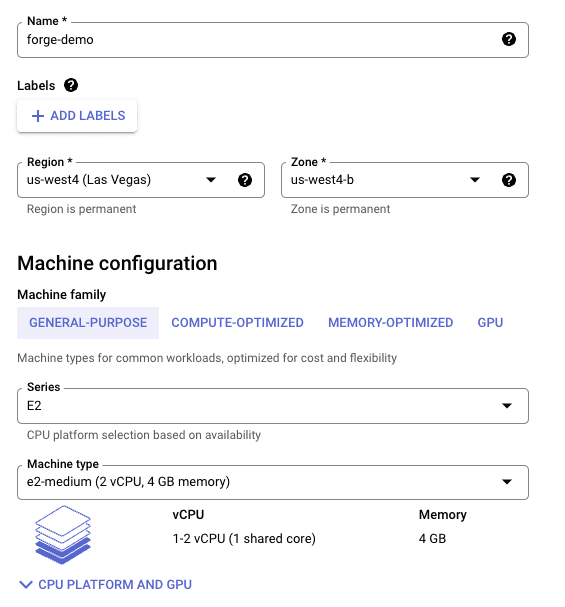 Name *
forge-demo
Labels
ADD LABELS
Region *
us-west4 (Las Vegas)
Region is permanent
Zone *
us-west4-b
Zone is permanent
Machine configuration
Machine family
GENERAL-PURPOSE COMPUTE-OPTIMIZED MEMORY-OPTIMIZED GPU
Machine types for common workloads, optimized for cost and flexibility
Series
E2
CPU platform selection based on availability
Machine type
e2-medium (2 vCPU, 4 GB memory)
vCPU Memory
1-2 vCPU (1 shared core) 4 GB
CPU PLATFORM AND GPU